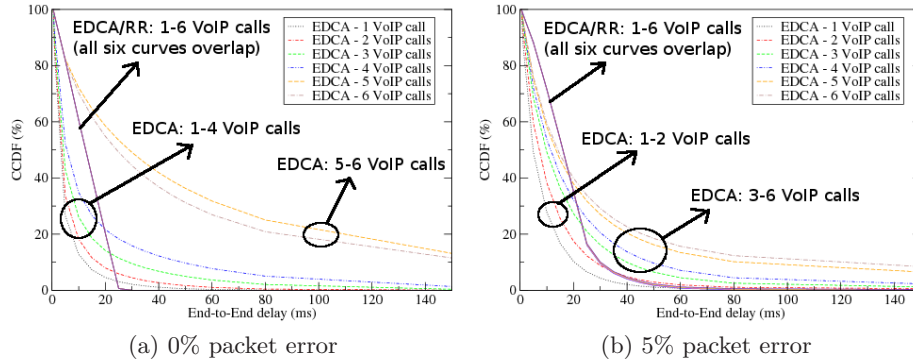 EDCA/RR: 1-6 VoIP calls
(all six curves overlap)
EDCA - 1 VoIP call
EDCA - 2 VoIP calls
EDCA - 3 VoIP calls
EDCA - 4 VoIP calls
EDCA - 5 VoIP calls
EDCA - 6 VoIP calls
EDCA: 1-4 VoIP calls
EDCA: 5-6 VoIP calls
CCDF (%)
100
80
60
40
20
0
0 20 40 60 80 100 120 140
End-to-End delay (ms)
(a) 0% packet error
EDCA/RR: 1-6 VoIP calls
(all six curves overlap)
EDCA - 1 VoIP call
EDCA - 2 VoIP calls
EDCA - 3 VoIP calls
EDCA - 4 VoIP calls
EDCA - 5 VoIP calls
EDCA - 6 VoIP calls
EDCA: 1-2 VoIP calls
EDCA: 3-6 VoIP calls
CCDF (%)
100
80
60
40
20
0
0 20 40 60 80 100 120 140
End-to-End delay (ms)
(b) 5% packet error